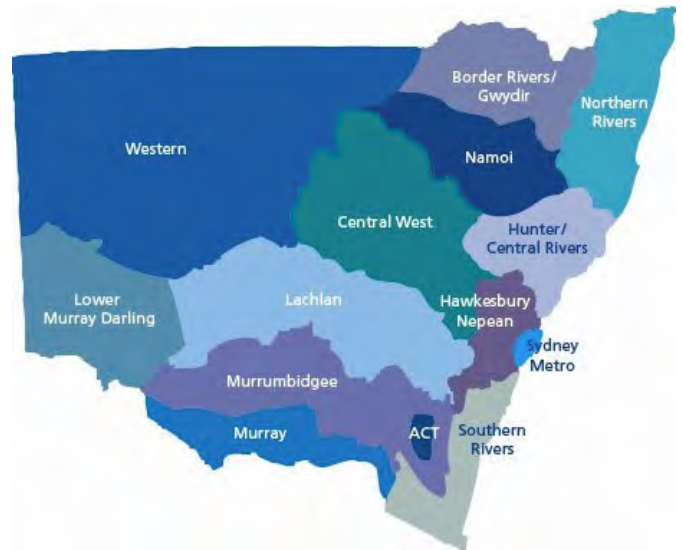 Border Rivers/
Gwydir
Northern
Rivers
Western
Namoi
Central West
Hunter/
Central Rivers
Lower
Murray Darling
Lachlan
Hawkesbury
Nepean
Sydney
Metro
Murrumbidgee
Murray
ACT
Southern
Rivers